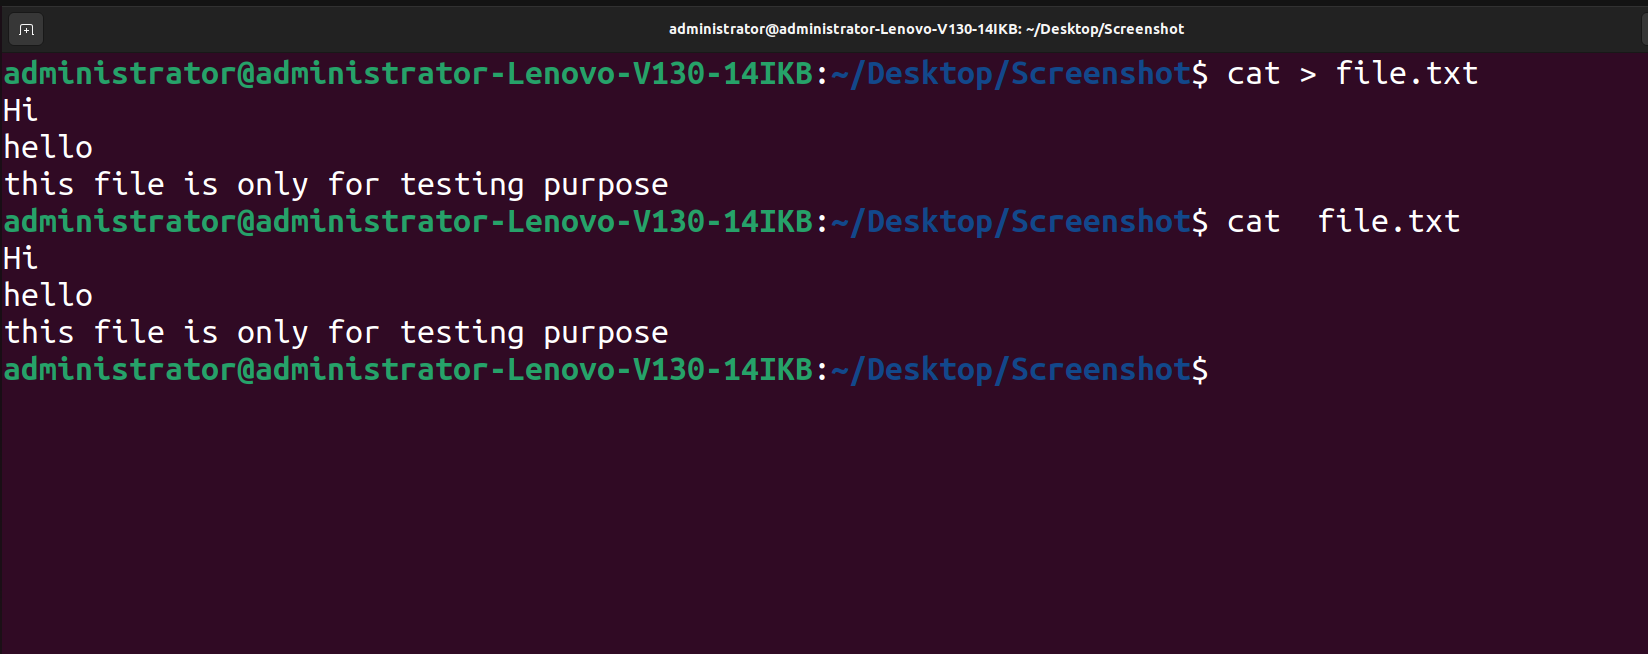 administrator@administrator-Lenovo-V130-14IKB: ~/Desktop/Screenshot
administrator@administrator-Lenovo-V130-14IKB:~/Desktop/Screenshot$ cat > file.txt
Hi
hello
this file is only for testing purpose
administrator@administrator-Lenovo-V130-14IKB:~/Desktop/Screenshot$ cat  file.txt
Hi
hello
this file is only for testing purpose
administrator@administrator-Lenovo-V130-14IKB:~/Desktop/Screenshot$